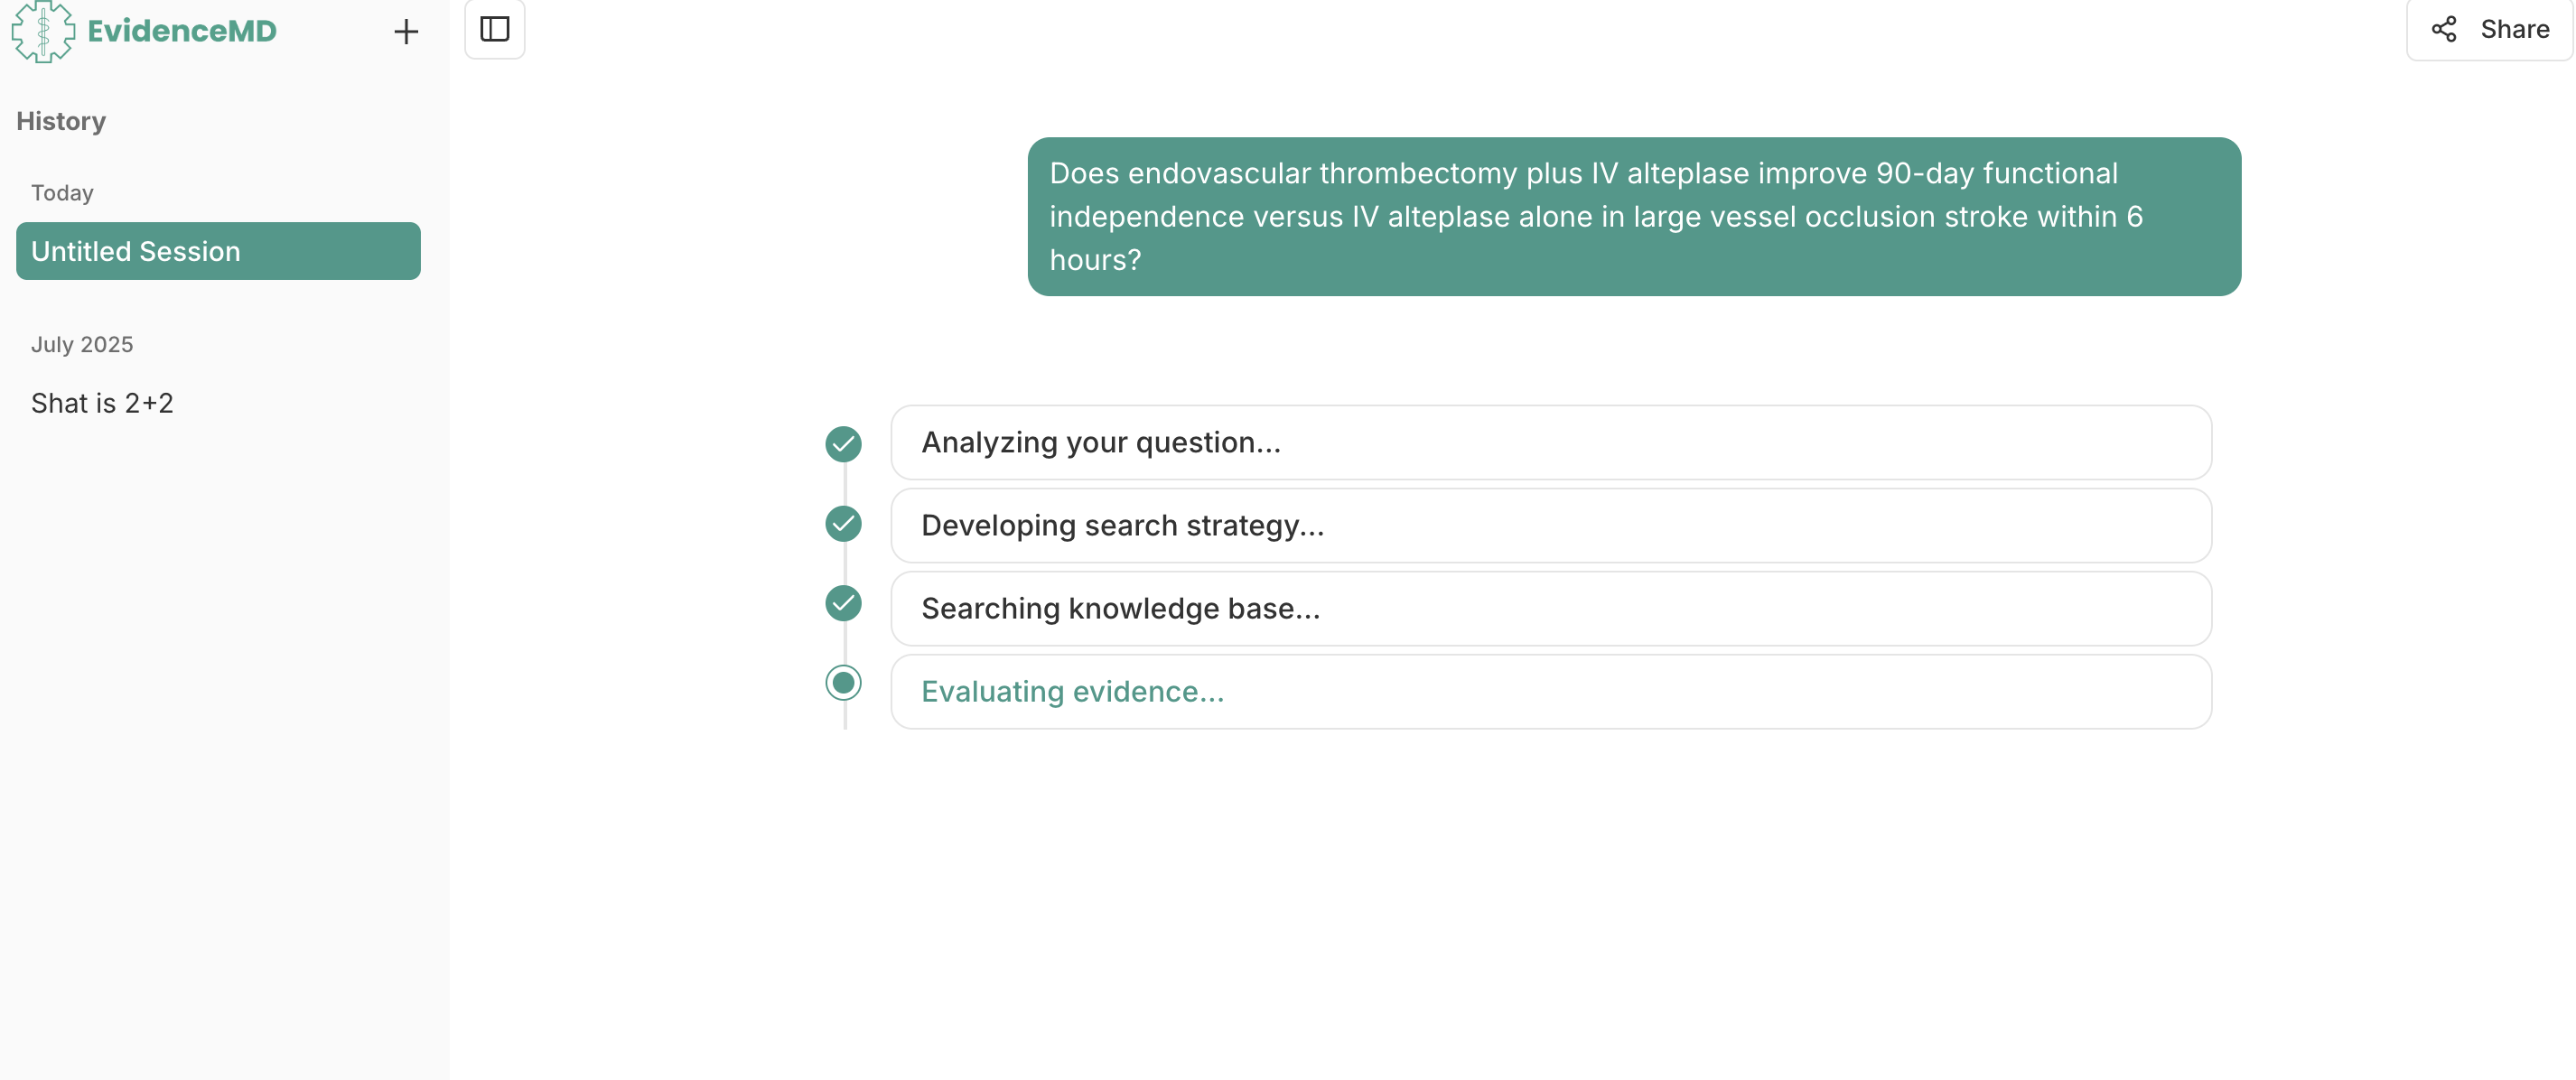 EvidenceMD
History
Today
Untitled Session
July 2025
Shat is 2+2
Share
Does endovascular thrombectomy plus IV alteplase improve 90-day functional
independence versus IV alteplase alone in large vessel occlusion stroke within 6
hours?
Analyzing your question...
Developing search strategy...
Searching knowledge base...
Evaluating evidence...